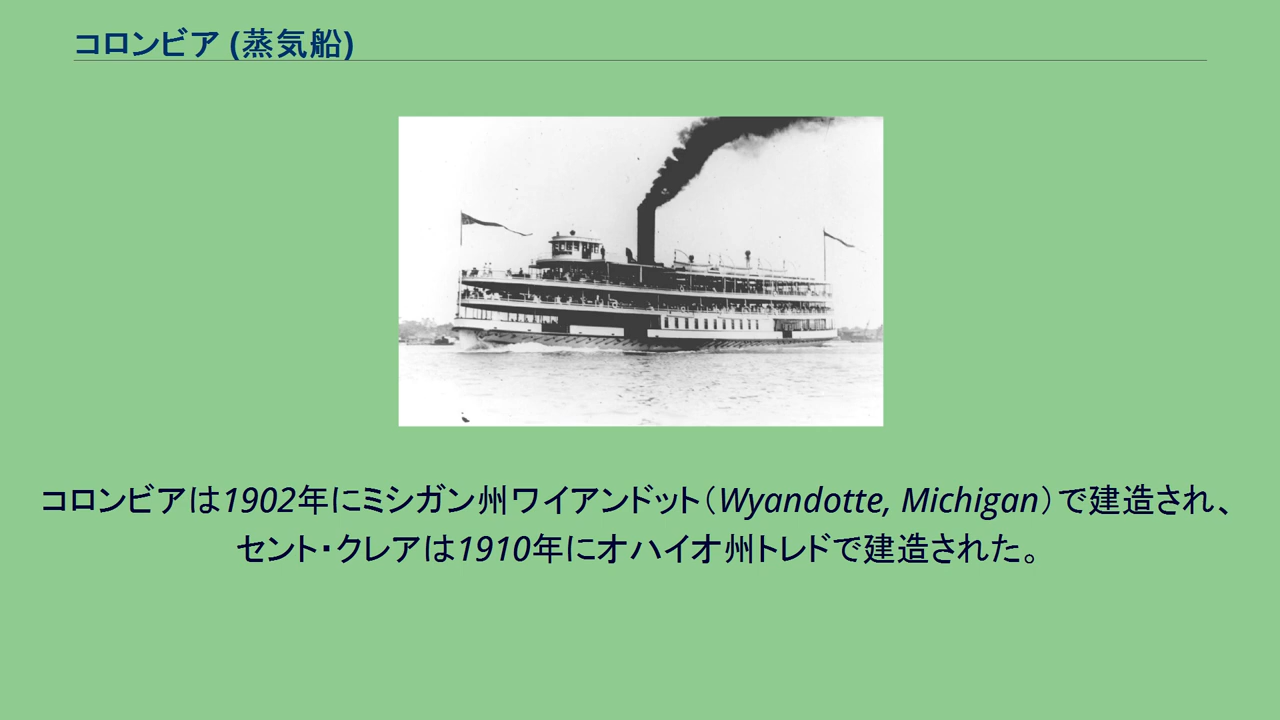 コロンビア (蒸気船)
コロンビアは1902年にミシガン州ワイアンドット（Wyandotte, Michigan）で建造され、
セント・クレアは1910年にオハイオ州トレドで建造された。